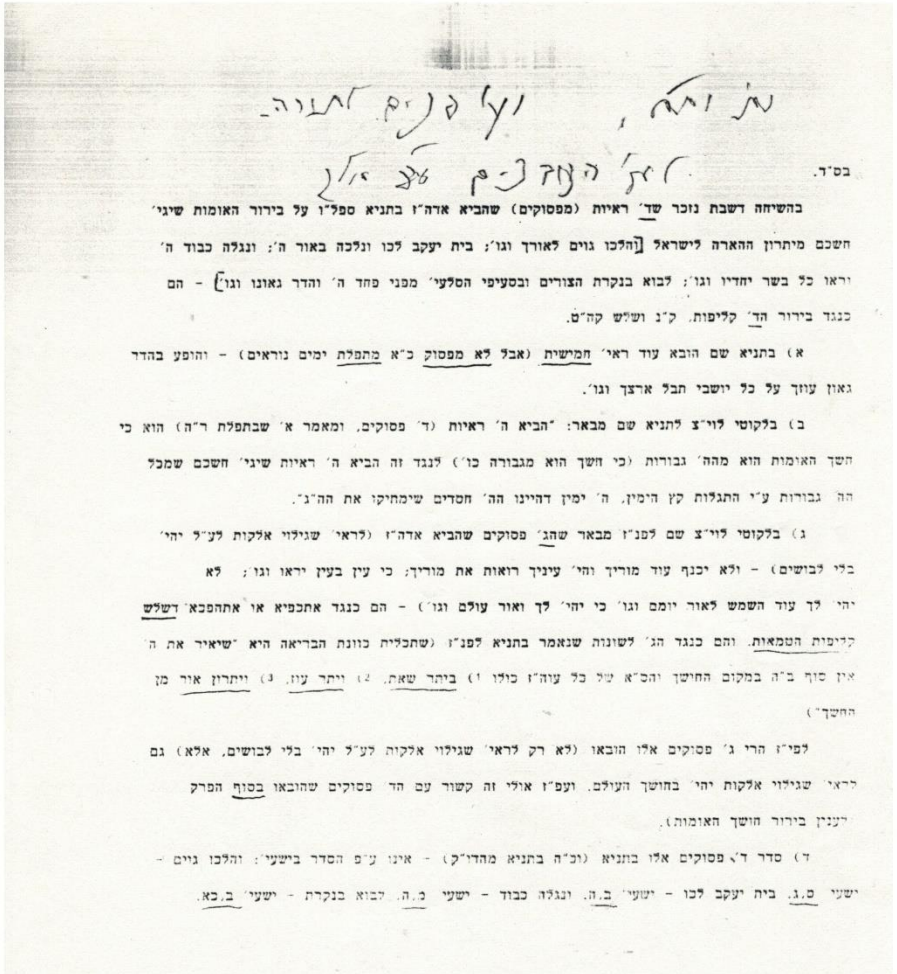 ועי' פנים לתורה.
בס"ד.
בהשיחה דשבת נזכר שד' ראיות (מפסוקים) שהביא אדה"ז בתניא ספל"ו על בירור האומות שיגי'
חשכם מיתרון ההארה לישראל [והלכו גוים לאורך וגו'; בית יעקב לכו ונלכה באור ה'; ונגלה כבוד ה'
וראו כל בשר יחדיו וגו'; לבוא בנקרת הצורים ובסעיפי הסלעי' מפני פחד ה' והדר גאונו וגו'] - הם
כנגד בירור הד' קליפות, ק"נ ושלש קה"ט.
א) בתניא שם הובא עוד ראי' חמישית (אבל לא מפסוק כ"א מתפלת ימים נוראים) - והופע בהדר
גאון עוזך על כל יושבי תבל ארצך וגו'.
ב) בלקוטי לוי"צ לתניא שם מבאר: "הביא ה' ראיות (ד' פסוקים, ומאמר א' שבתפלת ר"ה) הוא כי
חשך האומות הוא מהה' גבורות (כי חשך הוא מגבורה כו') לנגד זה הביא ה' ראיות שיגי' חשכם שמכל
הה' גבורות ע"י התגלות קץ הימין, ה' ימין דהיינו הה' חסדים שימתיקו את הה"ג".
ג) בלקוטי לוי"צ שם לפנ"ז מבאר שהג' פסוקים שהביא אדה"ז (לראי' שגילוי אלקות לע"ל יהי'
בלי לבושים) - ולא יכנף עוד מוריך והי' עיניך רואות את מוריך; כי עין בעין יראו וגו'; לא
יהי' לך עוד השמש לאור יומם וגו' כי יהי' לך ואור עולם וגו') - הם כנגד אתכפיא או אתהפכא דשלש
קליפות הטמאות. והם כנגד הג' לשונות שנאמר בתניא לפנ"ז (שתכלית כוונת הבריאה היא "שיאיר את ה'
אין סוף ב"ה במקום החישך והס"א של כל עוה"ז כולו 1) ביתר שאת, 2) ויתר עוז, 3) ויתרון אור מן
החשך")
לפי"ז הרי ג' פסוקים אלו הובאו (לא רק לראי' שגילוי אלקות לע"ל יהי' בלי לבושים, אלא) גם
לראי' שגילוי אלקות יהי' בחושך העולם. ועפ"ז אולי זה קשור עם הד' פסוקים שהובאו בסוף הפרק
(לענין בירור חושך האומות).
ד) סדר ד' פסוקים אלו בתניא (וכ"ה בתניא מהדו"ק) - אינו ע"פ הסדר בישעי': והלכו גויים -
ישעי' ס,ג. בית יעקב לכו - ישעי' ב,ה. ונגלה כבוד - ישעי' מ,ה. לבוא בנקרת - ישעי' ב,כא.